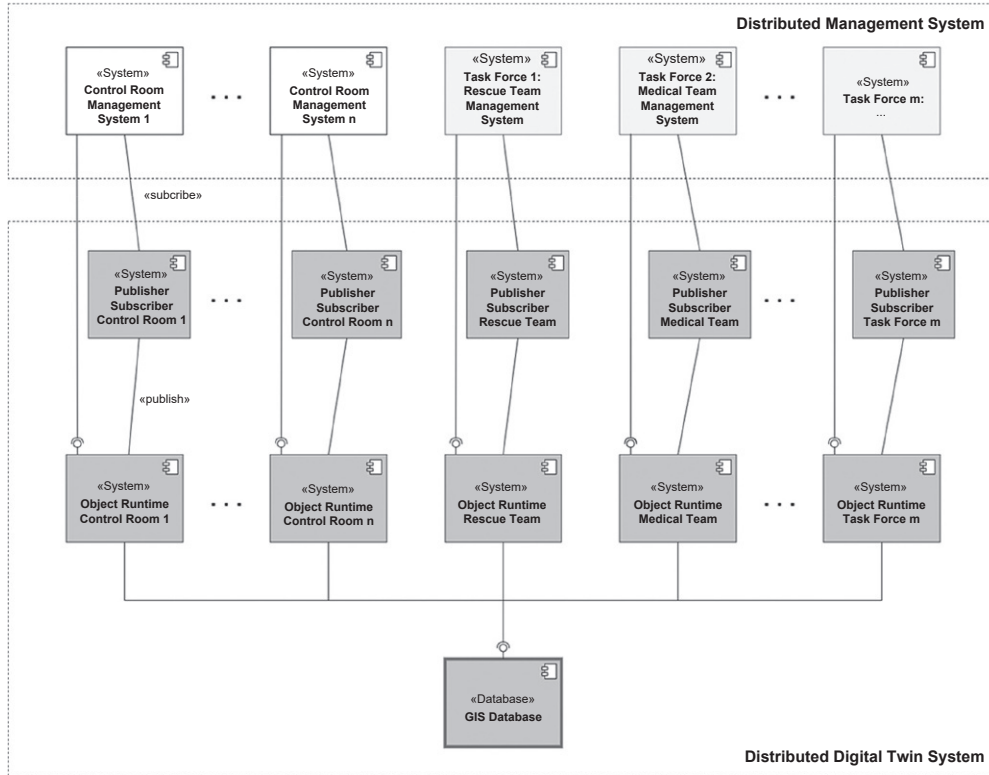 Distributed Management System
«System»
Control Room
Management
System 1
. . .
«System»
Control Room
Management
System n
«System»
Task Force 1:
Rescue Team
Management
System
«System»
Task Force 2:
Medical Team
Management
System
. . .
«System»
Task Force m:
...
«subcribe»
«System»
Publisher
Subscriber
Control Room 1
. . .
«System»
Publisher
Subscriber
Control Room n
«System»
Publisher
Subscriber
Rescue Team
«System»
Publisher
Subscriber
Medical Team
. . .
«System»
Publisher
Subscriber
Task Force m
«publish»
«System»
Object Runtime
Control Room 1
. . .
«System»
Object Runtime
Control Room n
«System»
Object Runtime
Rescue Team
«System»
Object Runtime
Medical Team
. . .
«System»
Object Runtime
Task Force m
«Database»
GIS Database
Distributed Digital Twin System